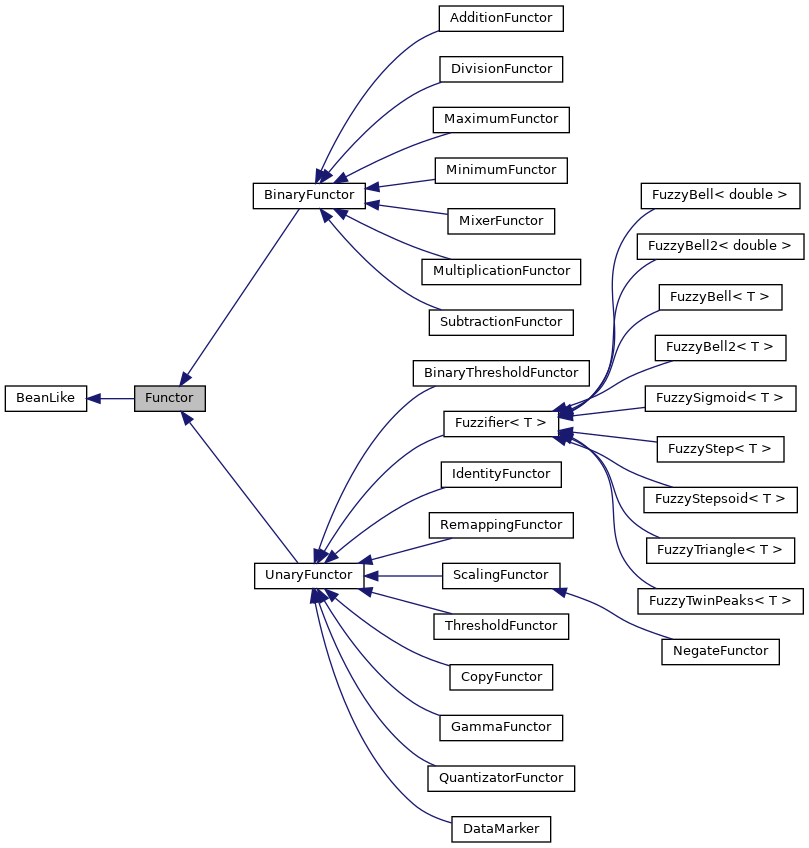 BeanLike
Functor
BinaryFunctor
AdditionFunctor
DivisionFunctor
MaximumFunctor
MinimumFunctor
MixerFunctor
MultiplicationFunctor
SubtractionFunctor
UnaryFunctor
BinaryThresholdFunctor
Fuzzifier< T >
IdentityFunctor
RemappingFunctor
ScalingFunctor
ThresholdFunctor
CopyFunctor
GammaFunctor
QuantizatorFunctor
DataMarker
FuzzyBell< double >
FuzzyBell2< double >
FuzzyBell< T >
FuzzyBell2< T >
FuzzySigmoid< T >
FuzzyStep< T >
FuzzyStepsoid< T >
FuzzyTriangle< T >
FuzzyTwinPeaks< T >
NegateFunctor